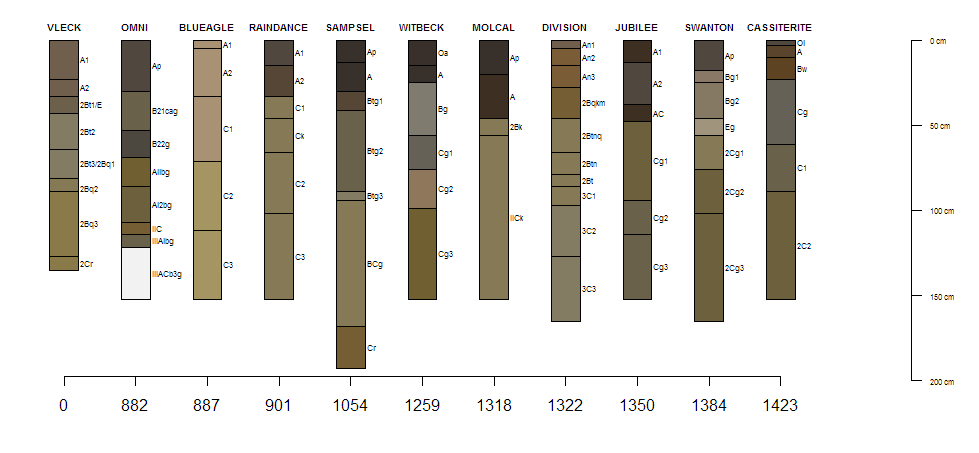 VLECK OMNI BLUEAGLE RAINDANCE SAMPSEL WITBECK MOLCAL DIVISION JUBILEE SWANTON CASSITERITE
A1
A2
2Bt1/E
2Bt2
2Bt3/2Bq1
2Bq2
2Bq3
2Cr
Ap
B21cag
B22g
AIIbg
AI2bg
IIC
IIIAIbg
IIIACb3g
A1
A2
C1
C2
C3
A1
A2
C1
Ck
C2
C3
Ap
A
Btg1
Btg2
Btg3
BCg
Cr
Oa
A
Bg
Cg1
Cg2
Cg3
Ap
A
2Bk
IICk
An1
An2
An3
2Bqkm
2Btnq
2Btn
2Bt
3C1
3C2
3C3
A1
A2
AC
Cg1
Cg2
Cg3
Ap
Bg1
Bg2
Eg
2Cg1
2Cg2
2Cg3
Oi
A
Bw
Cg
C1
2C2
0 cm
50 cm
100 cm
150 cm
200 cm
0 882 887 901 1054 1259 1318 1322 1350 1384 1423